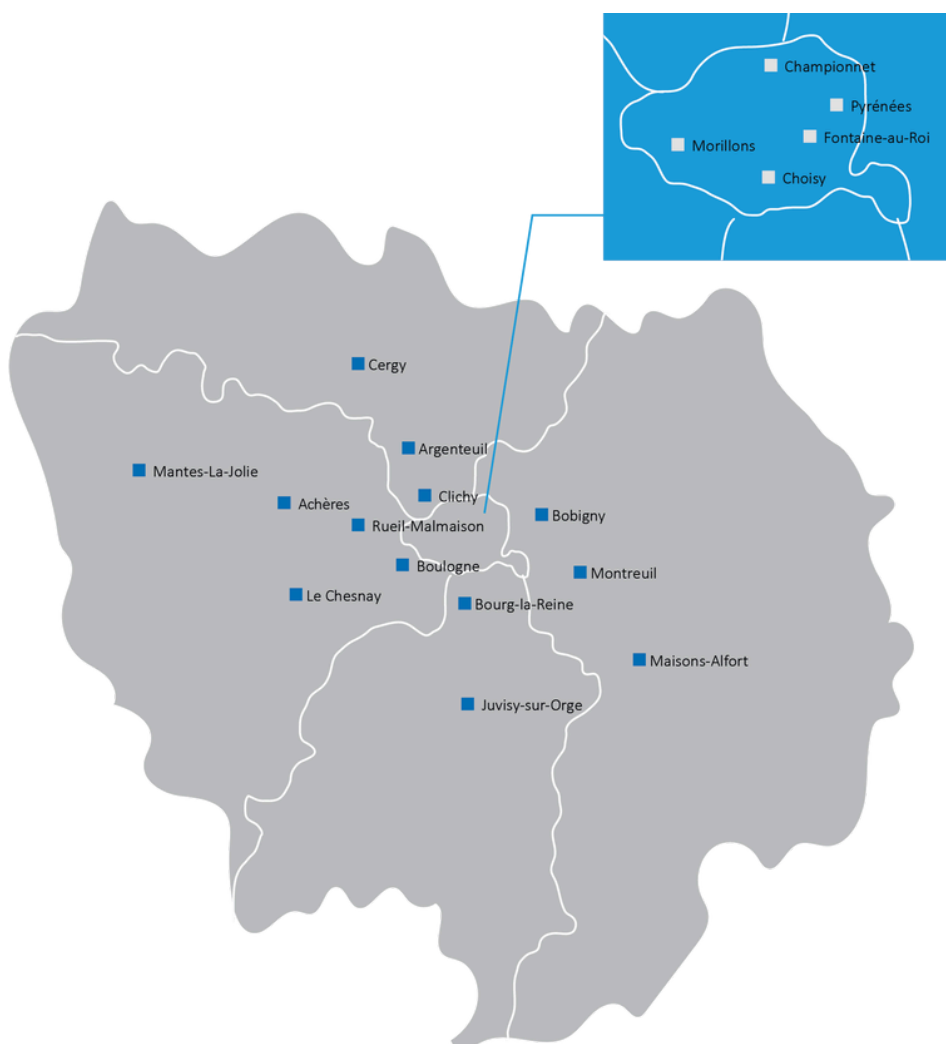 Championnet
Pyrénées
Fontaine-au-Roi
Morillons
Choisy
Cergy
Argenteuil
Mantes-La-Jolie
Clichy
Achères
Bobigny
Rueil-Malmaison
Boulogne
Montreuil
Le Chesnay
Bourg-la-Reine
Maisons-Alfort
Juvisy-sur-Orge